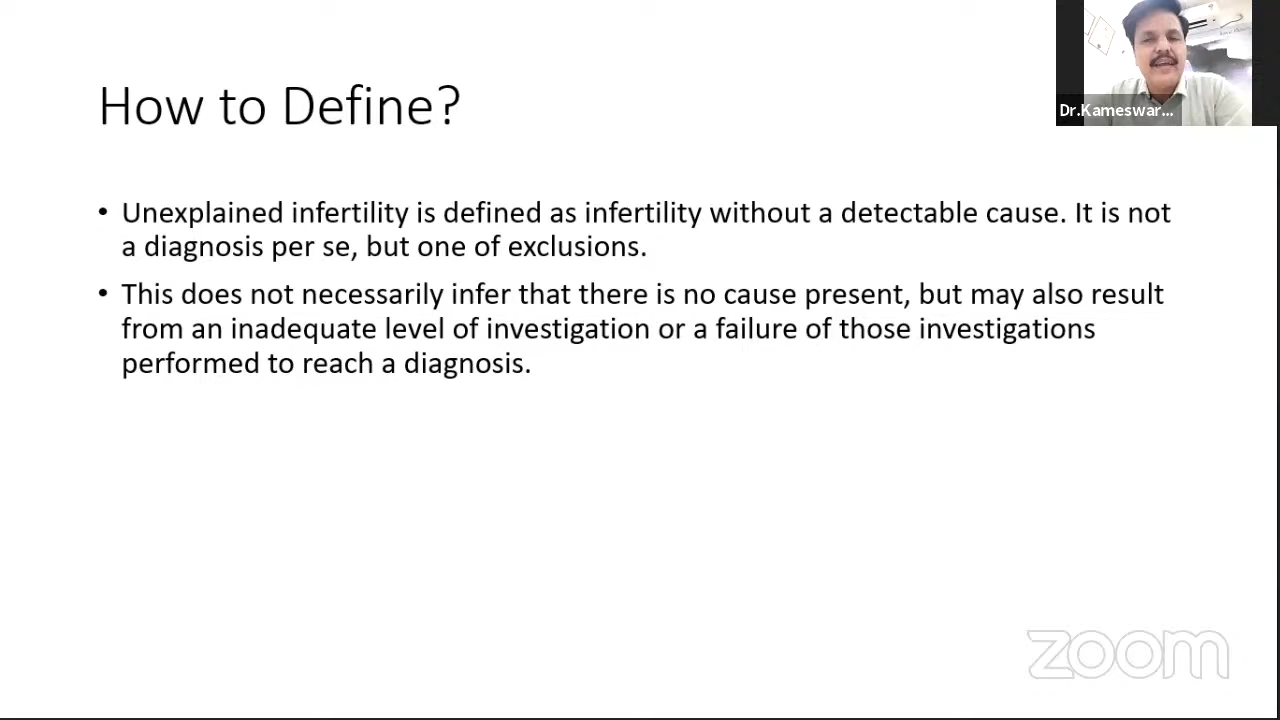 How to Define?
Dr.Kameswar...
• Unexplained infertility is defined as infertility without a detectable cause. It is not
a diagnosis per se, but one of exclusions.
• This does not necessarily infer that there is no cause present, but may also result
from an inadequate level of investigation or a failure of those investigations
performed to reach a diagnosis.
zoom